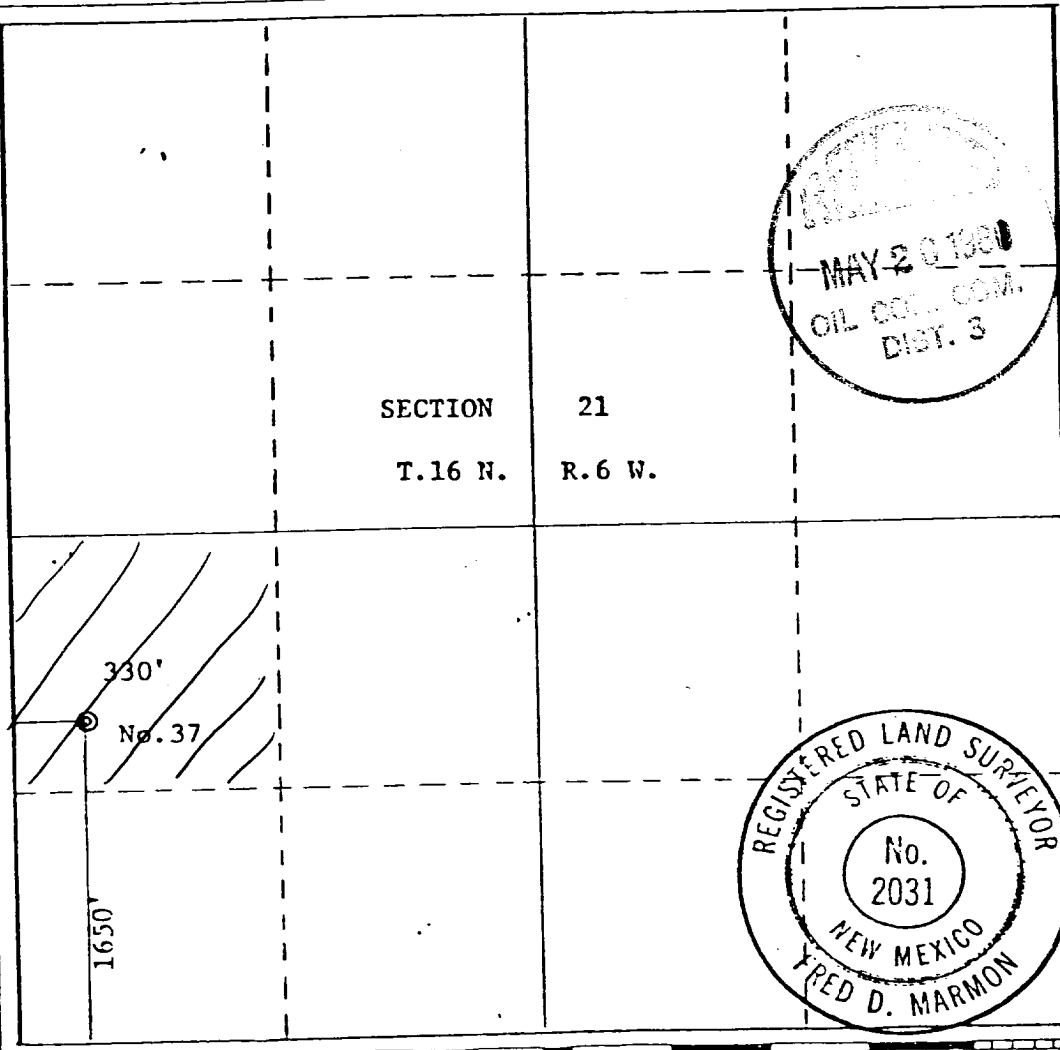 MAY 2 0 1980
OIL CON. COM.
DIST. 3
SECTION 21
T.16 N. R.6 W.
330'
No.37
1650'
REGISTERED LAND SURVEYOR
STATE OF
No.
2031
NEW MEXICO
FRED D. MARMON